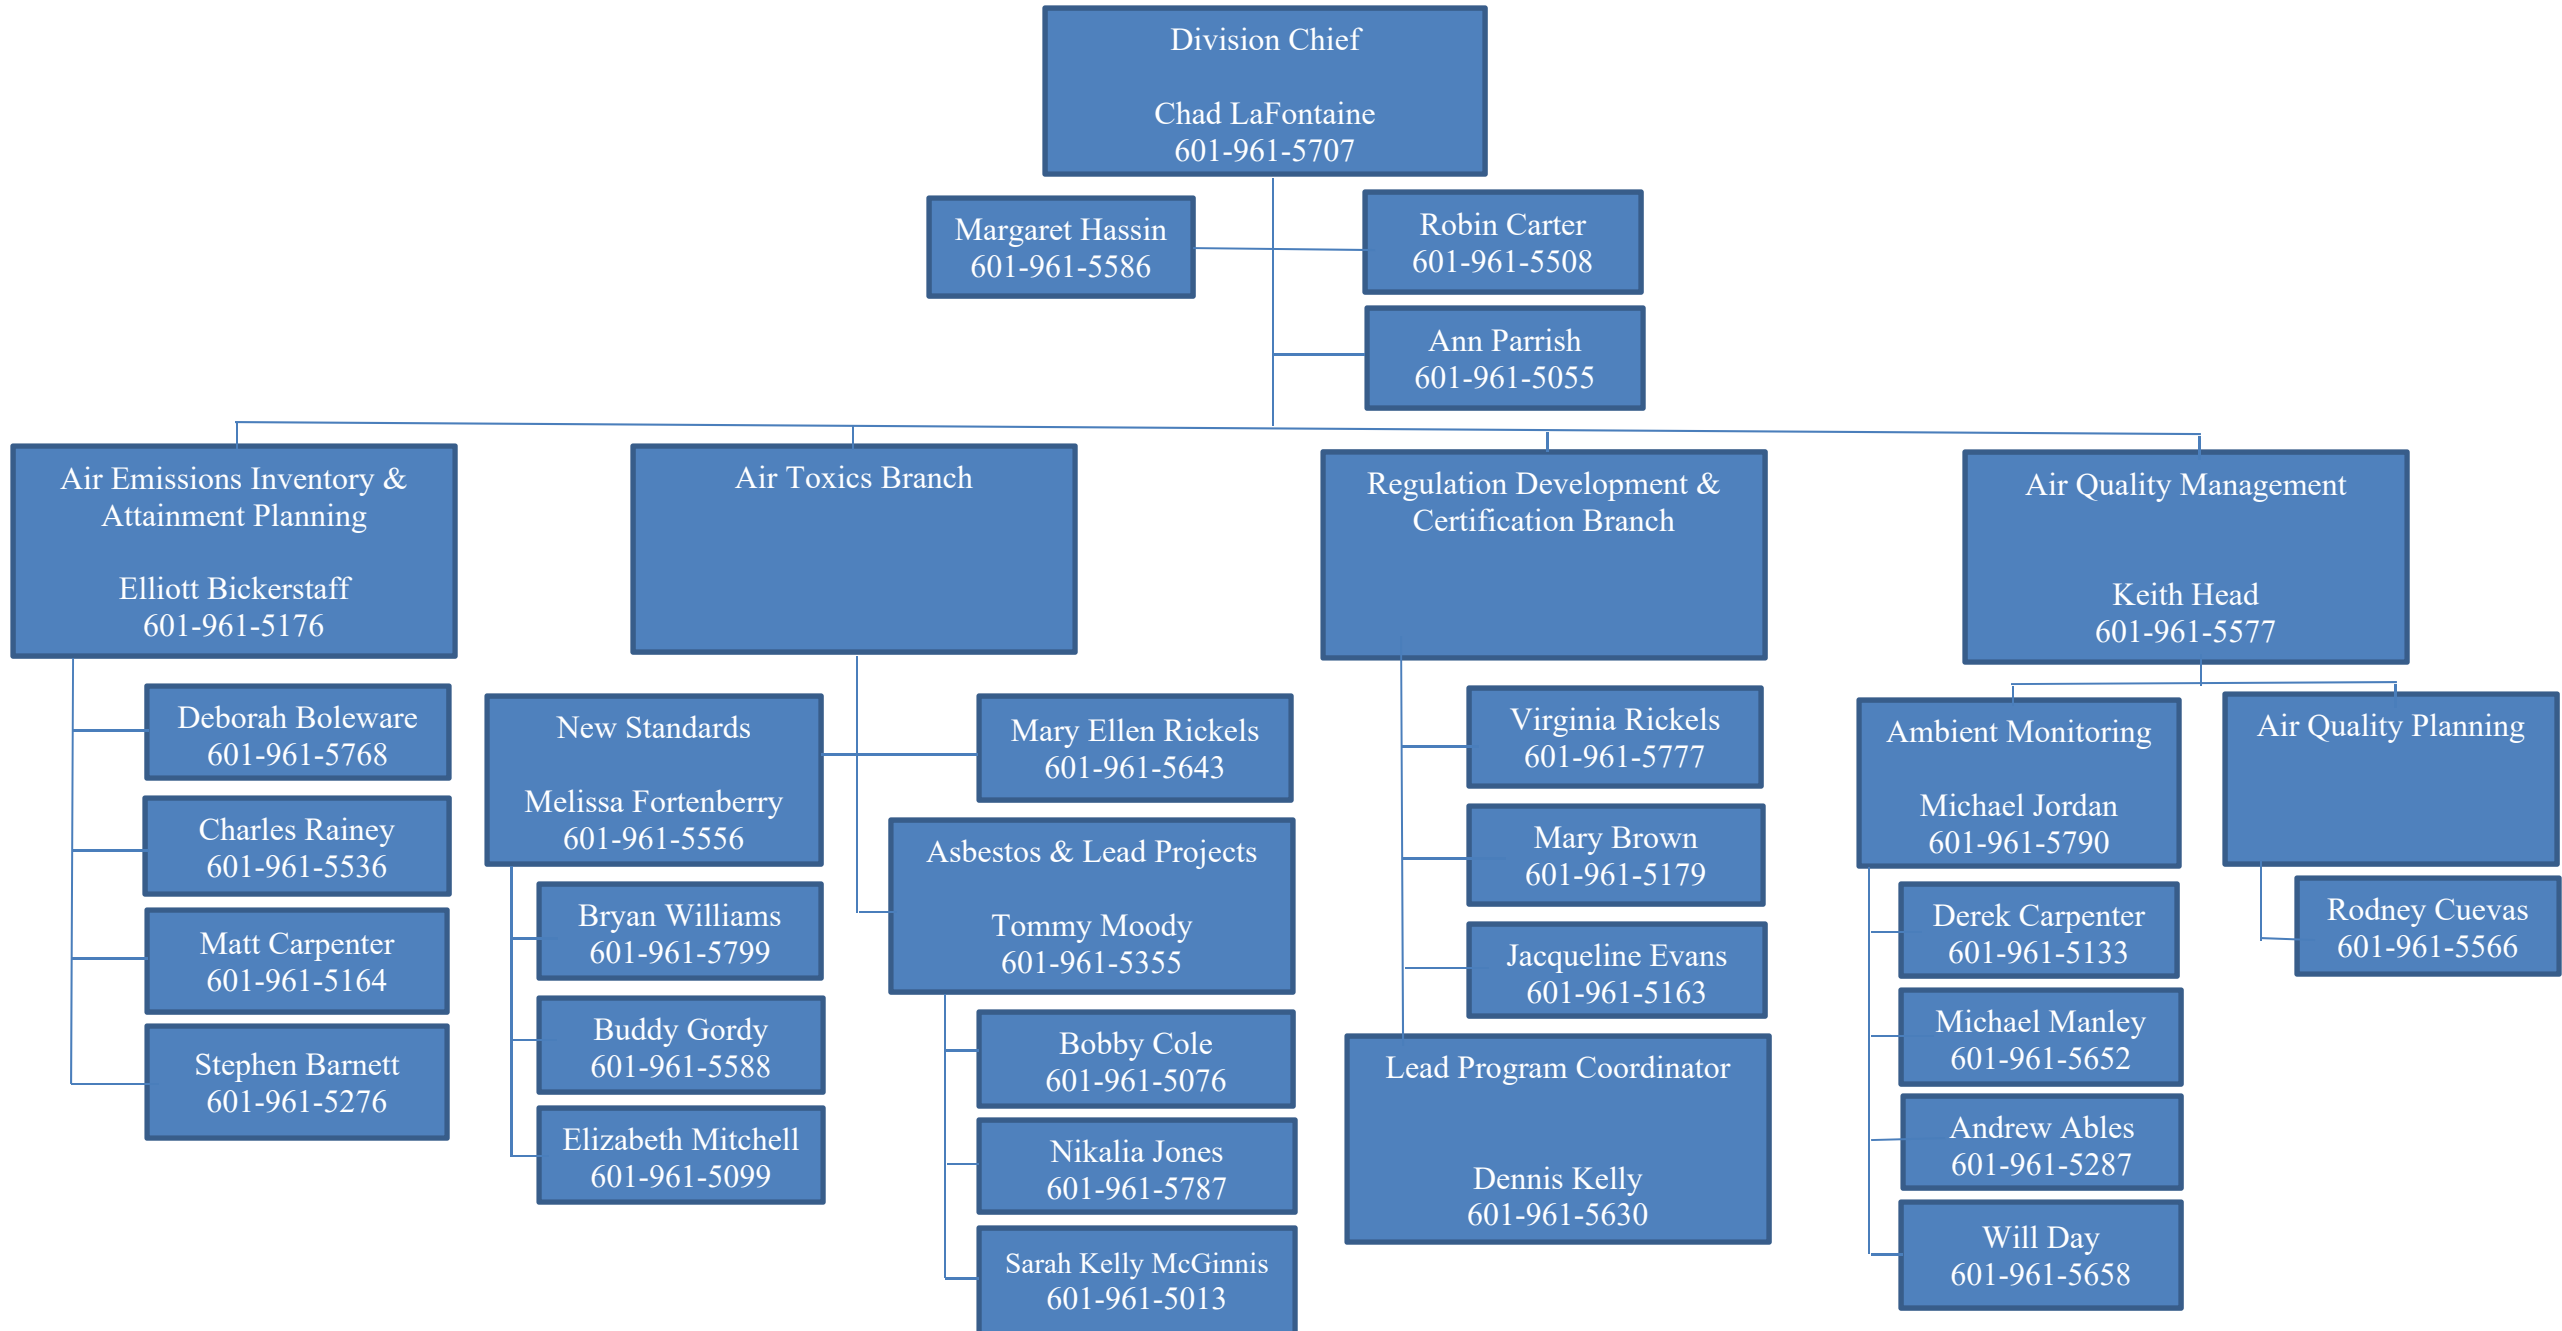 Division Chief
Chad LaFontaine
601-961-5707
Margaret Hassin
601-961-5586
Robin Carter
601-961-5508
Ann Parrish
601-961-5055
Air Emissions Inventory &
Attainment Planning
Elliott Bickerstaff
601-961-5176
Deborah Boleware
601-961-5768
Charles Rainey
601-961-5536
Matt Carpenter
601-961-5164
Stephen Barnett
601-961-5276
Air Toxics Branch
New Standards
Melissa Fortenberry
601-961-5556
Bryan Williams
601-961-5799
Buddy Gordy
601-961-5588
Elizabeth Mitchell
601-961-5099
Mary Ellen Rickels
601-961-5643
Asbestos & Lead Projects
Tommy Moody
601-961-5355
Bobby Cole
601-961-5076
Nikalia Jones
601-961-5787
Sarah Kelly McGinnis
601-961-5013
Regulation Development &
Certification Branch
Virginia Rickels
601-961-5777
Mary Brown
601-961-5179
Jacqueline Evans
601-961-5163
Lead Program Coordinator
Dennis Kelly
601-961-5630
Air Quality Management
Keith Head
601-961-5577
Ambient Monitoring
Michael Jordan
601-961-5790
Derek Carpenter
601-961-5133
Michael Manley
601-961-5652
Andrew Ables
601-961-5287
Will Day
601-961-5658
Air Quality Planning
Rodney Cuevas
601-961-5566